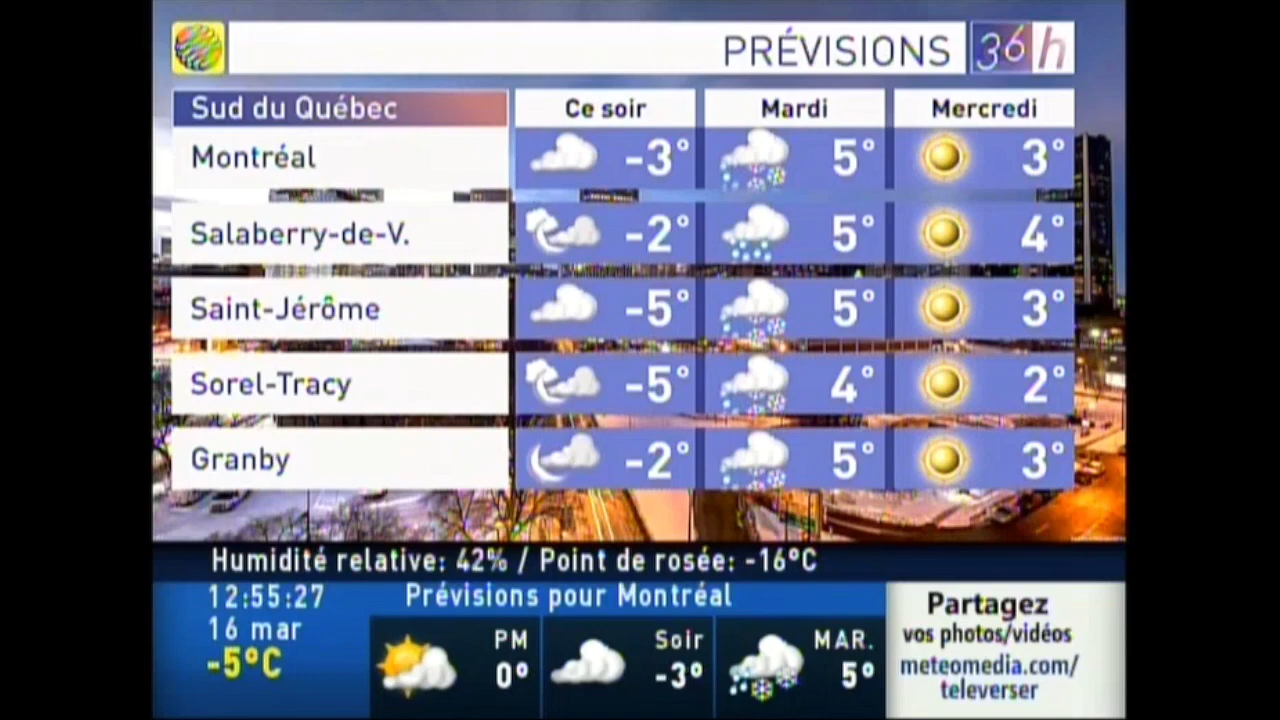 PRÉVISIONS 36h
Sud du Québec Ce soir Mardi Mercredi
Montréal -3° 5° 3°
Salaberry-de-V. -2° 5° 4°
Saint-Jérôme -5° 5° 3°
Sorel-Tracy -5° 4° 2°
Granby -2° 5° 3°
Humidité relative: 42% / Point de rosée: -16°C
12:55:27
16 mar
-5°C
Prévisions pour Montréal
PM 0°
Soir -3°
MAR. 5°
Partagez
vos photos/vidéos
meteomedia.com/
televerser